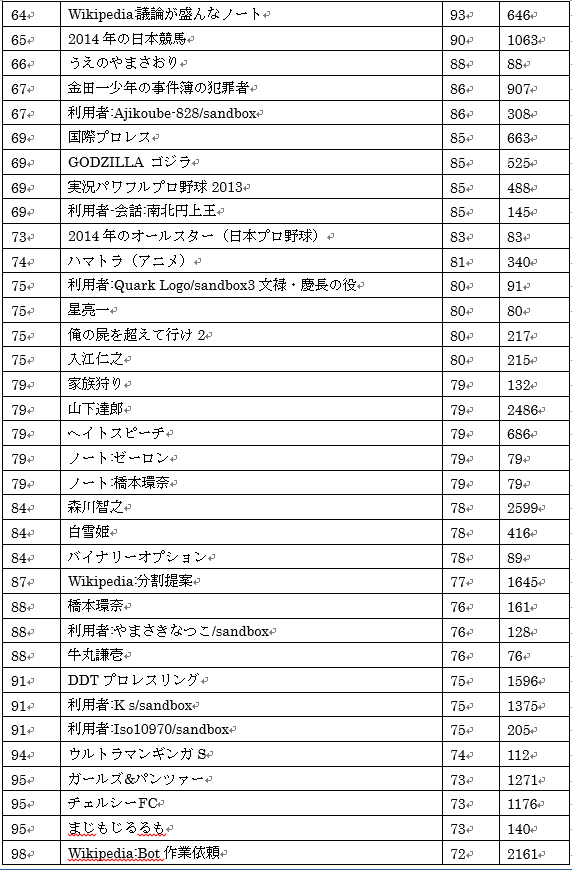 64 Wikipedia:議論が盛んなノート 93 646
65 2014年の日本競馬 90 1063
66 うえのやまさおり 88 88
67 金田一少年の事件簿の犯罪者 86 907
67 利用者:Ajikoube-828/sandbox 86 308
69 国際プロレス 85 663
69 GODZILLA ゴジラ 85 525
69 実況パワフルプロ野球 2013 85 488
69 利用者‐会話:南北円上王 85 145
73 2014年のオールスター（日本プロ野球） 83 83
74 ハマトラ（アニメ） 81 340
75 利用者:Quark Logo/sandbox3 文禄・慶長の役 80 91
75 星亮一 80 80
75 俺の屍を超えて行け 2 80 217
75 入江仁之 80 215
79 家族狩り 79 132
79 山下達郎 79 2486
79 ヘイトスピーチ 79 686
79 ノート:ゼーロン 79 79
79 ノート:橋本環奈 79 79
84 森川智之 78 2599
84 白雪姫 78 416
84 バイナリーオプション 78 89
87 Wikipedia:分割提案 77 1645
88 橋本環奈 76 161
88 利用者:やまさきなつこ/sandbox 76 128
88 牛丸謙壱 76 76
91 DDTプロレスリング 75 1596
91 利用者:K s/sandbox 75 1375
91 利用者:Iso10970/sandbox 75 205
94 ウルトラマンギンガ S 74 112
95 ガールズ&パンツァー 73 1271
95 チェルシーFC 73 1176
95 まじもじるるも 73 140
98 Wikipedia:Bot作業依頼 72 2161